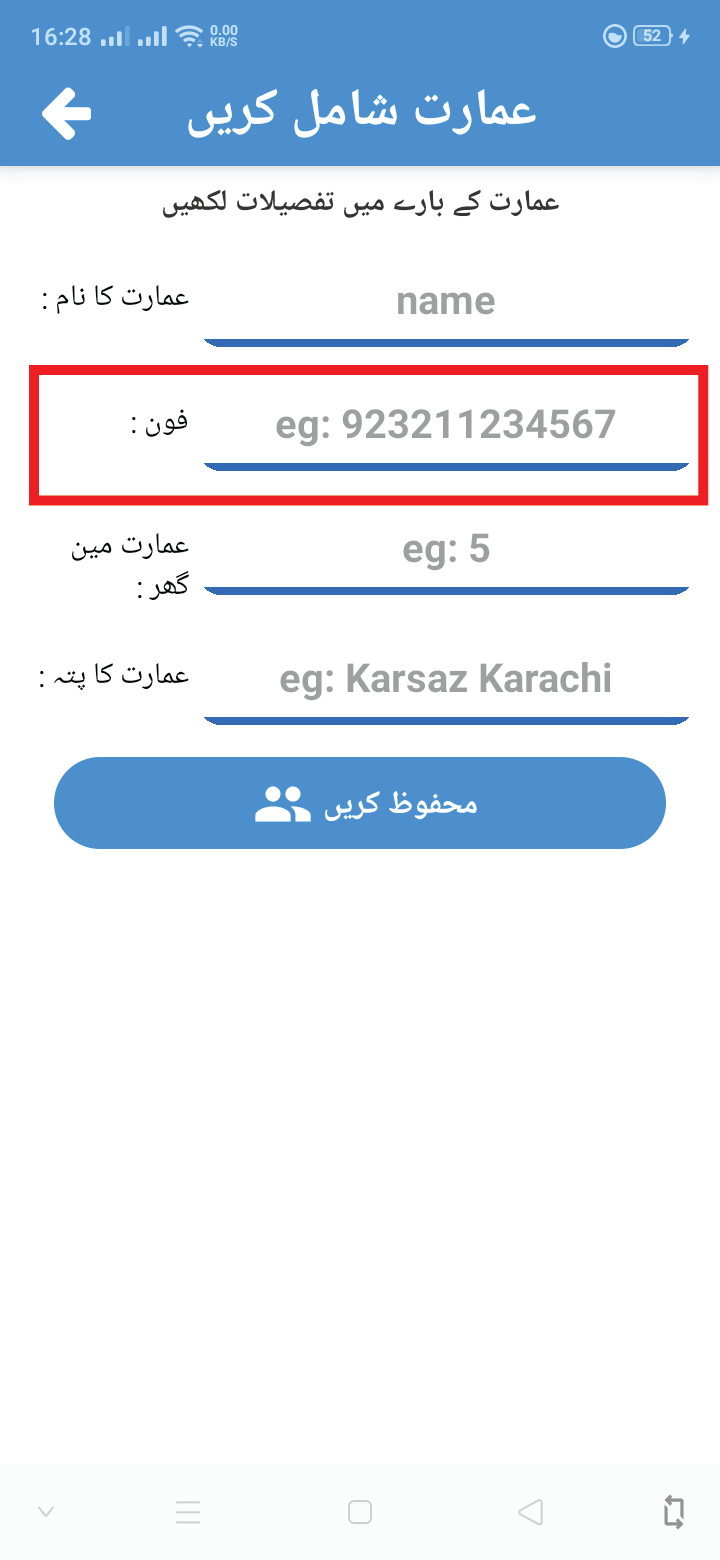 16:28 0.00 KB/S 52
عمارت شامل کریں
عمارت کے بارے میں تفصیلات لکھیں
عمارت کا نام :
name
فون :
eg: 923211234567
عمارت مین
گھر :
eg: 5
عمارت کا پتہ :
eg: Karsaz Karachi
محفوظ کریں